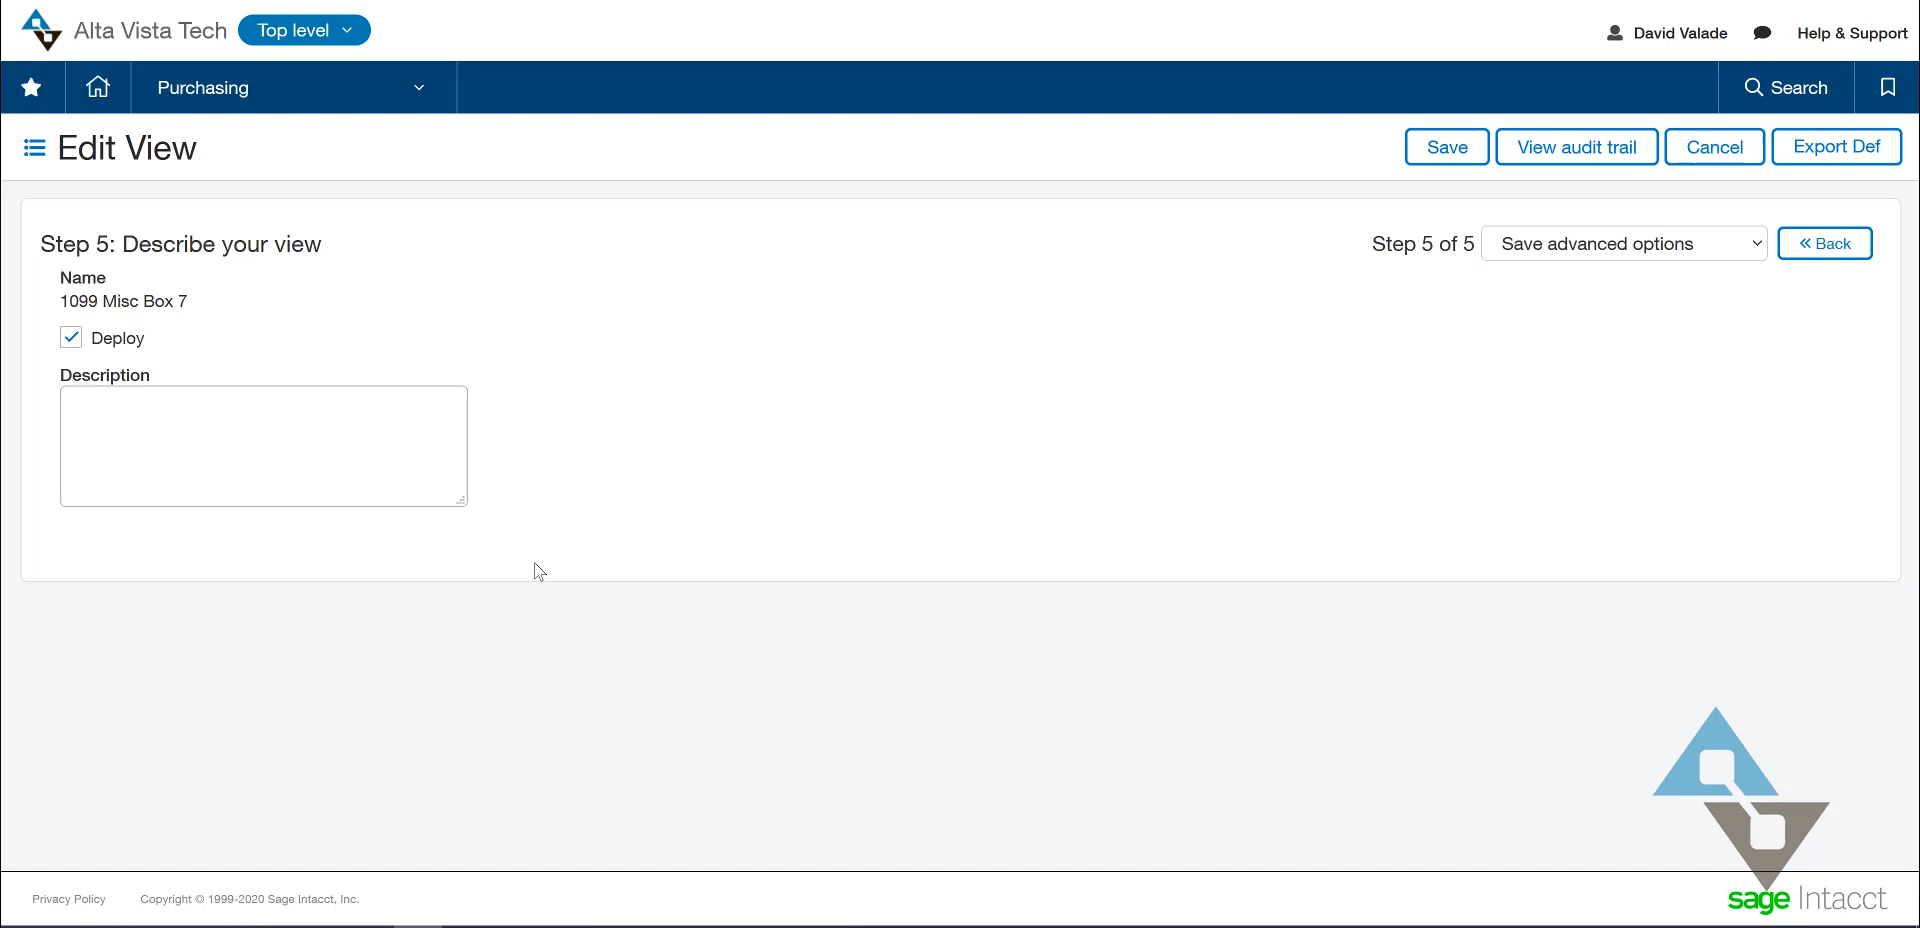 Alta Vista Tech
Top level
David Valade
Help & Support
Purchasing
Search
Edit View
Save
View audit trail
Cancel
Export Def
Step 5: Describe your view
Step 5 of 5
Save advanced options
« Back
Name
1099 Misc Box 7
Deploy
Description
Privacy Policy
Copyright © 1999-2020 Sage Intacct, Inc.
sage Intacct